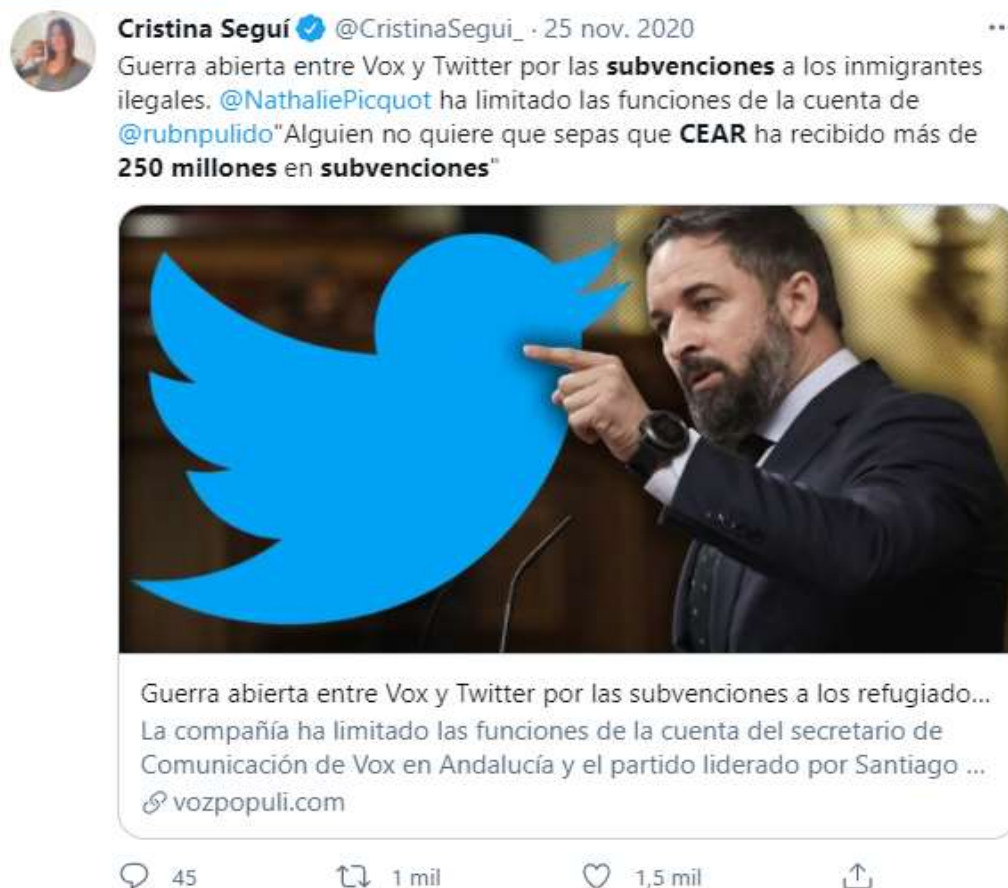 Cristina Seguí @CristinaSegui_ · 25 nov. 2020
Guerra abierta entre Vox y Twitter por las subvenciones a los inmigrantes
ilegales. @NathaliePicquot ha limitado las funciones de la cuenta de
@rubnpulido"Alguien no quiere que sepas que CEAR ha recibido más de
250 millones en subvenciones"
Guerra abierta entre Vox y Twitter por las subvenciones a los refugiado...
La compañía ha limitado las funciones de la cuenta del secretario de
Comunicación de Vox en Andalucía y el partido liderado por Santiago ...
vozpopuli.com
45 1 mil 1,5 mil